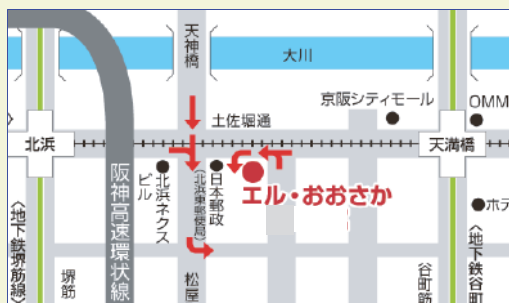 天神橋
大川
京阪シティモール
OMM
土佐堀通
北浜
天満橋
阪神高速環状線
北浜ネクス
ビル
(北浜東郵便局)
日本郵政
エル・おおさか
ホテ
〈地下鉄堺筋線〉
堺筋
松屋
谷町筋
〈地下鉄谷町